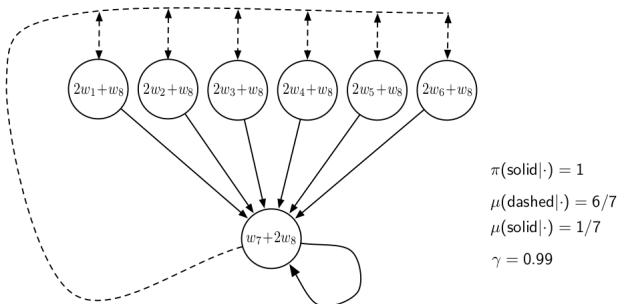 2w₁+w₈ 2w₂+w₈ 2w₃+w₈ 2w₄+w₈ 2w₅+w₈ 2w₆+w₈
π(solid|·) = 1
μ(dashed|·) = 6/7
μ(solid|·) = 1/7
w₇+2w₈
γ = 0.99